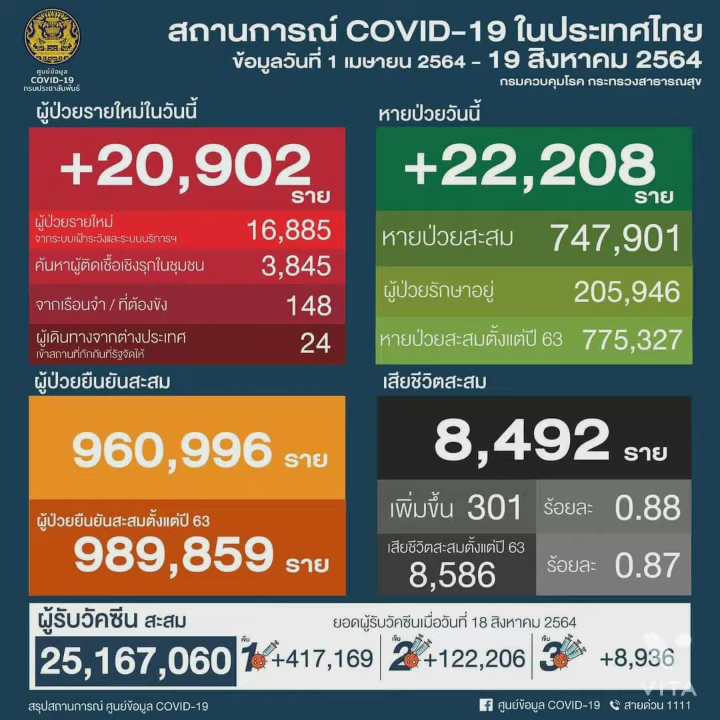 สถานการณ์ COVID-19 ในประเทศไทย
ข้อมูลวันที่ 1 เมษายน 2564 - 19 สิงหาคม 2564
กรมควบคุมโรค กระทรวงสาธารณสุข
ศูนย์ข้อมูล
COVID-19
กรมประชาสัมพันธ์
ผู้ป่วยรายใหม่ในวันนี้
+20,902
ราย
ผู้ป่วยรายใหม่
จากระบบเฝ้าระวังและระบบบริการฯ
16,885
ค้นหาผู้ติดเชื้อเชิงรุกในชุมชน 3,845
จากเรือนจำ / ที่ต้องขัง 148
ผู้เดินทางจากต่างประเทศ
เข้าสถานที่กักกันที่รัฐจัดให้
24
หายป่วยวันนี้
+22,208
ราย
หายป่วยสะสม 747,901
ผู้ป่วยรักษาอยู่ 205,946
หายป่วยสะสมตั้งแต่ปี 63 775,327
ผู้ป่วยยืนยันสะสม
960,996 ราย
ผู้ป่วยยืนยันสะสมตั้งแต่ปี 63
989,859 ราย
เสียชีวิตสะสม
8,492 ราย
เพิ่มขึ้น 301 ร้อยละ 0.88
เสียชีวิตสะสมตั้งแต่ปี 63
8,586 ร้อยละ 0.87
ผู้รับวัคซีน สะสม
25,167,060
ยอดผู้รับวัคซีนเมื่อวันที่ 18 สิงหาคม 2564
เข็ม 1 +417,169
เข็ม 2 +122,206
เข็ม 3 +8,936
VITA
สรุปสถานการณ์ ศูนย์ข้อมูล COVID-19
ศูนย์ข้อมูล COVID-19 สายด่วน 1111